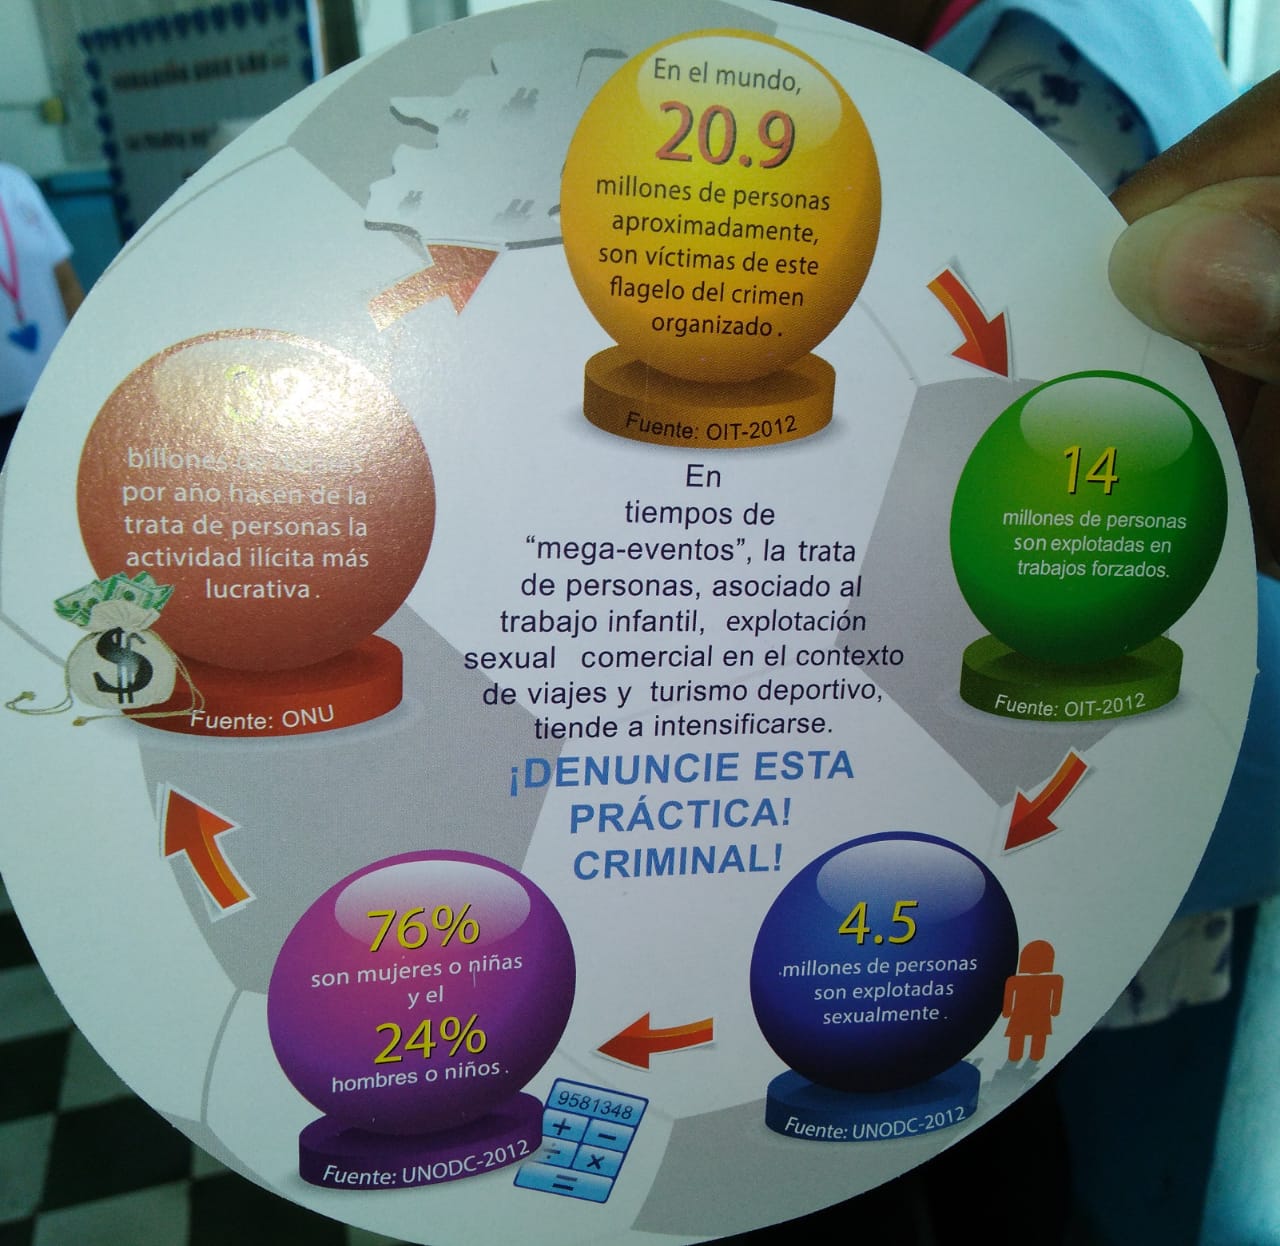 En el mundo,
20.9
millones de personas
aproximadamente,
son víctimas de este
flagelo del crimen
organizado.
Fuente: OIT-2012
14
millones de personas
son explotadas en
trabajos forzados.
Fuente: OIT-2012
4.5
.millones de personas
son explotadas
sexualmente.
Fuente: UNODC-2012
76%
son mujeres o niñas
y el
24%
hombres o niños.
Fuente: UNODC-2012
9581348
+ −
÷ ×
=
billones de
por año hacen de la
trata de personas la
actividad ilícita más
lucrativa.
$
Fuente: ONU
En
tiempos de
“mega-eventos”, la trata
de personas, asociado al
trabajo infantil, explotación
sexual comercial en el contexto
de viajes y turismo deportivo,
tiende a intensificarse.
¡DENUNCIE ESTA
PRÁCTICA!
CRIMINAL!